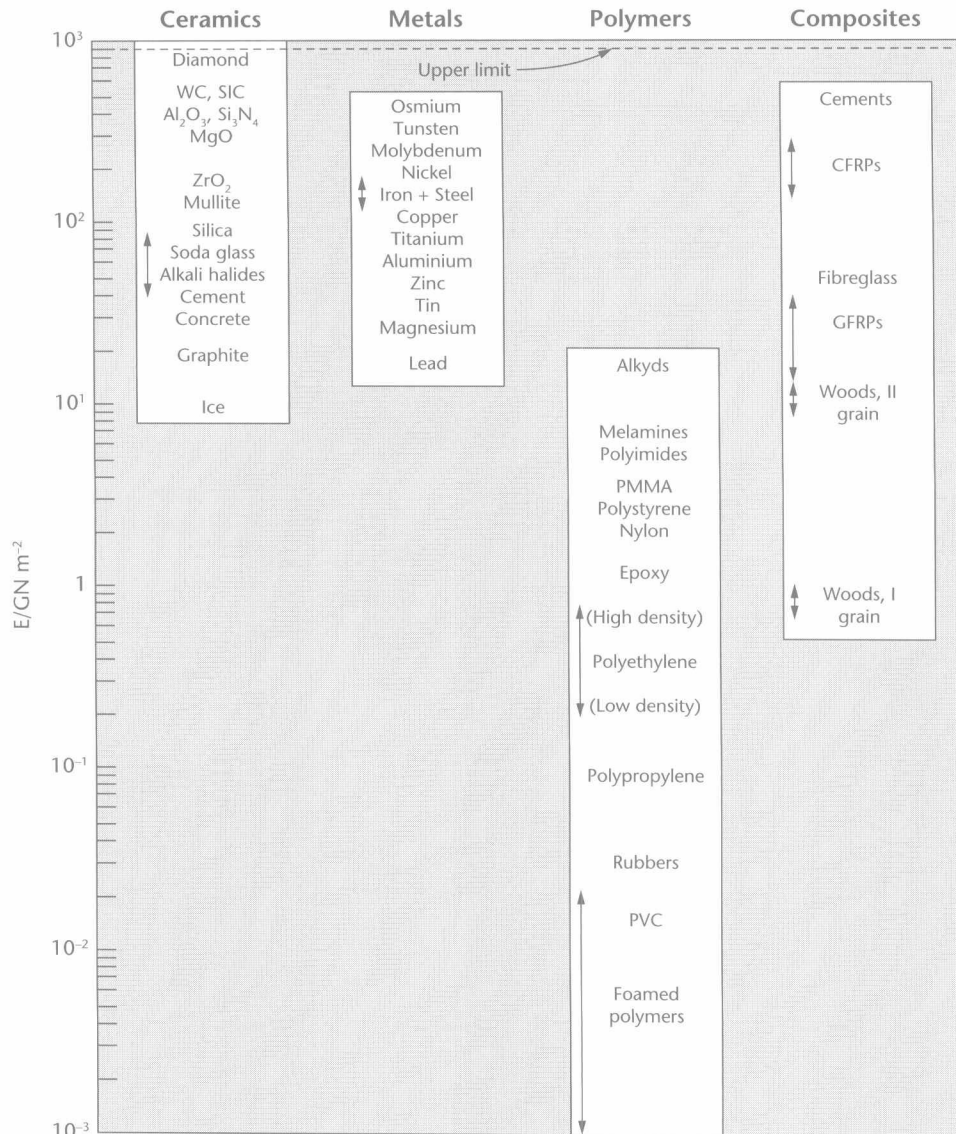 Ceramics
Metals
Polymers
Composites
E/GN m⁻²
10³
10²
10¹
1
10⁻¹
10⁻²
10⁻³
Upper limit
Diamond
WC, SIC
Al₂O₃, Si₃N₄
MgO
ZrO₂
Mullite
Silica
Soda glass
Alkali halides
Cement
Concrete
Graphite
Ice
Osmium
Tunsten
Molybdenum
Nickel
Iron + Steel
Copper
Titanium
Aluminium
Zinc
Tin
Magnesium
Lead
Alkyds
Melamines
Polyimides
PMMA
Polystyrene
Nylon
Epoxy
(High density)
Polyethylene
(Low density)
Polypropylene
Rubbers
PVC
Foamed
polymers
Cements
CFRPs
Fibreglass
GFRPs
Woods, II
grain
Woods, I
grain